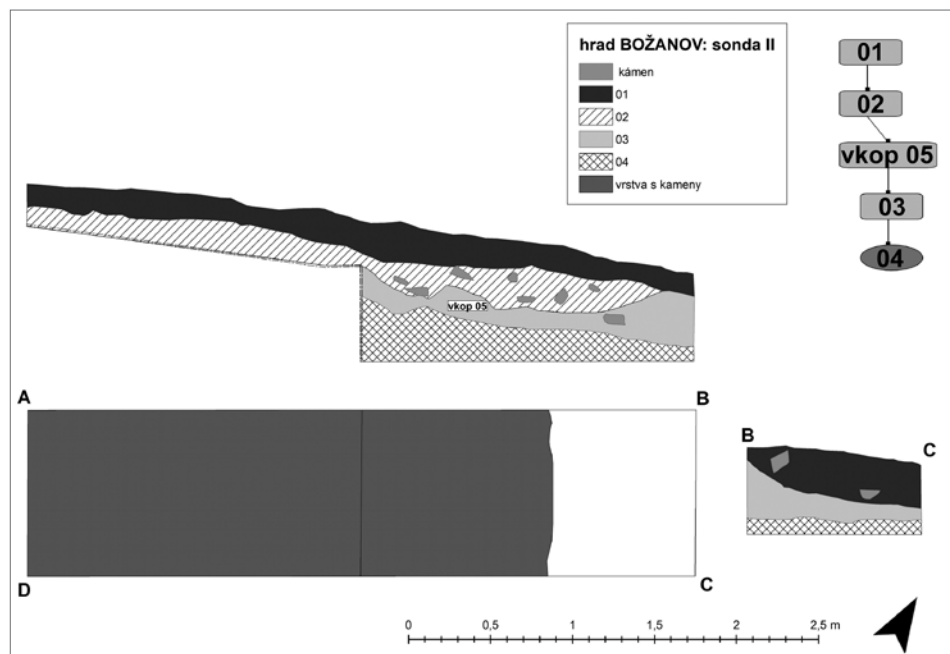 hrad BOŽANOV: sonda II
kámen
01
02
03
04
vrstva s kameny
01
02
vkop 05
03
04
vkop 05
A
B
D
C
B
C
0 0,5 1 1,5 2 2,5 m